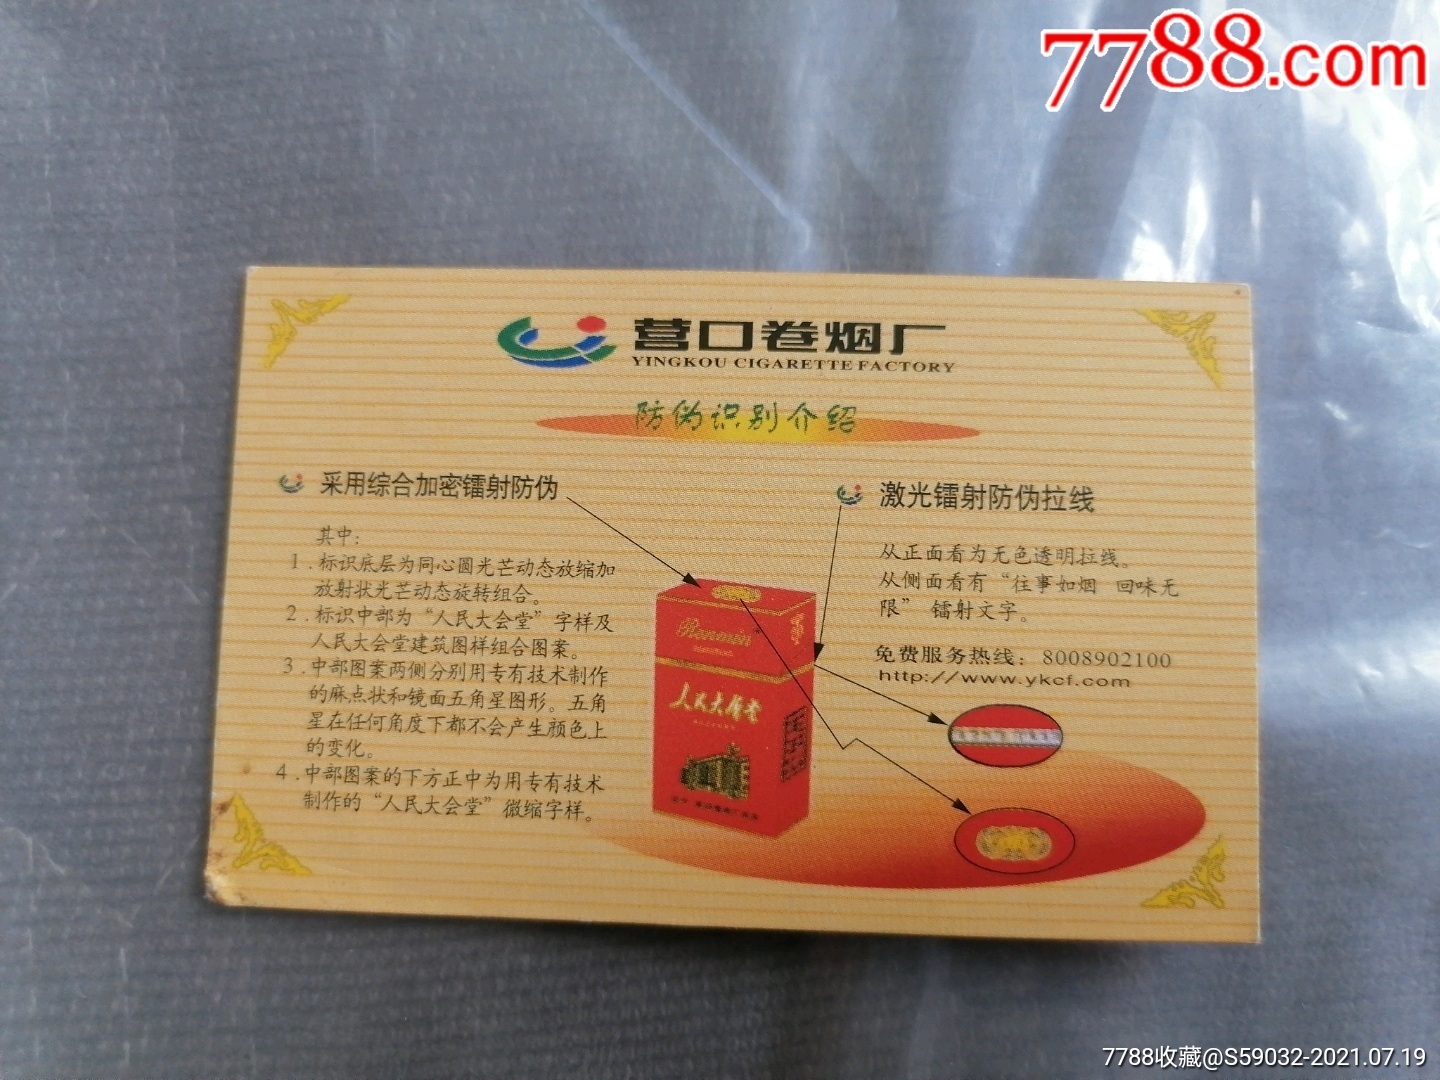 7788.com
营口卷烟厂
YINGKOU CIGARETTE FACTORY
防伪识别介绍
采用综合加密镭射防伪
其中:
1.标识底层为同心圆光芒动态放缩加
放射状光芒动态旋转组合。
2.标识中部为“人民大会堂”字样及
人民大会堂建筑图样组合图案。
3.中部图案两侧分别用专有技术制作
的麻点状和镜面五角星图形。五角
星在任何角度下都不会产生颜色上
的变化。
4.中部图案的下方正中为用专有技术
制作的“人民大会堂”微缩字样。
激光镭射防伪拉线
从正面看为无色透明拉线。
从侧面看有“往事如烟 回味无
限” 镭射文字。
免费服务热线: 8008902100
http://www.ykcf.com
Renmin
人民大会堂
7788收藏@S59032-2021.07.19